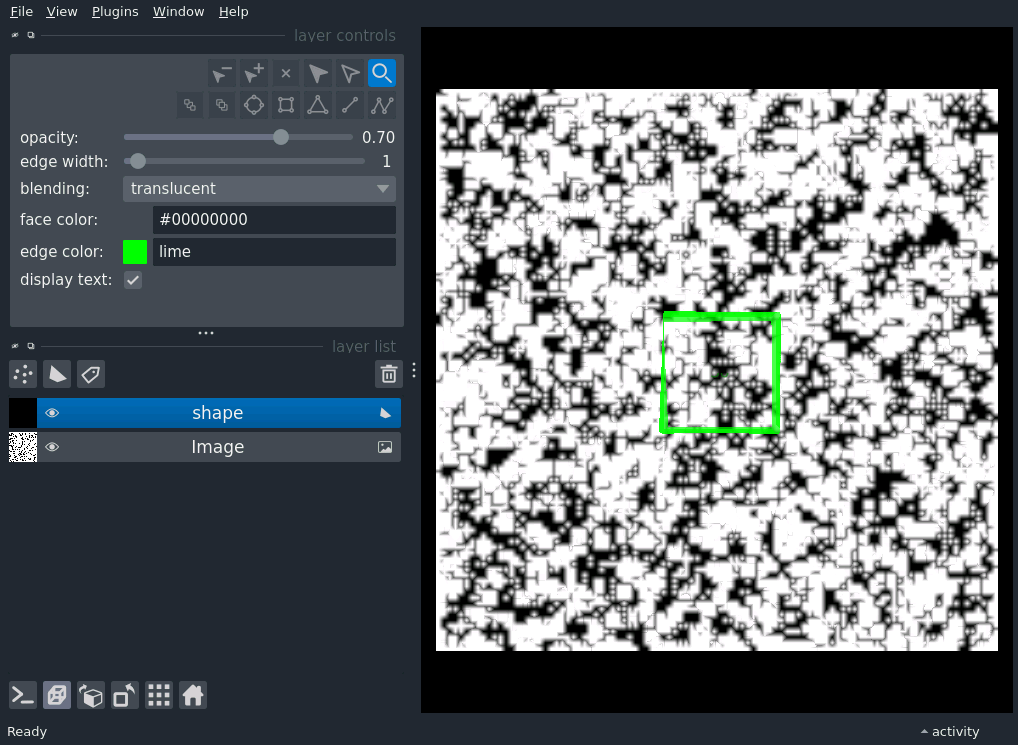 File View Plugins Window Help
layer controls
opacity: 0.70
edge width: 1
blending: translucent
face color: #00000000
edge color: lime
display text:
layer list
shape
Image
Ready activity